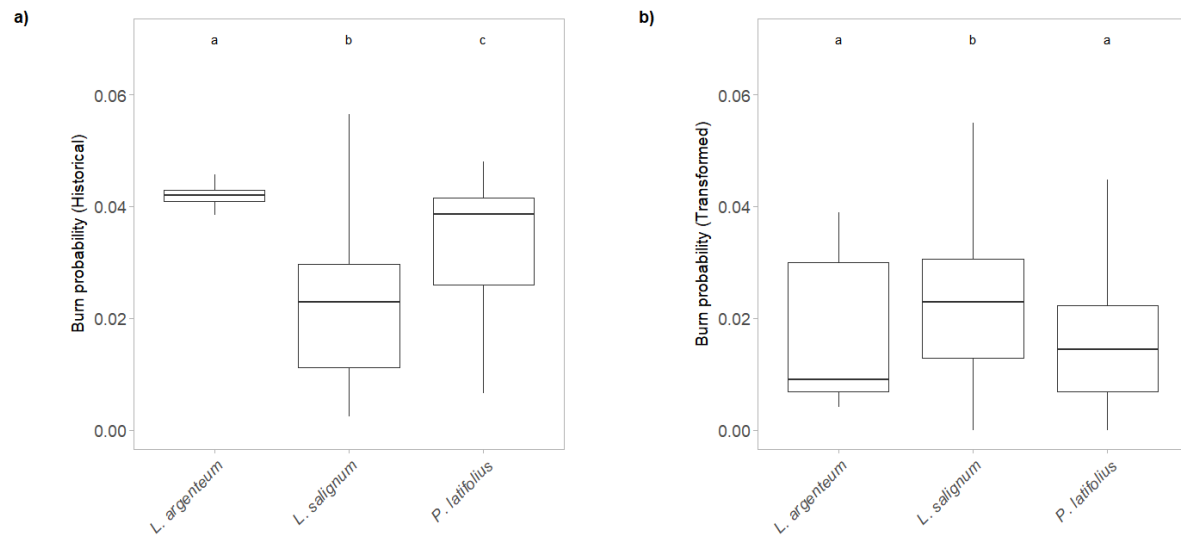 a)
Burn probability (Historical)
0.06
0.04
0.02
0.00
a b c
L. argenteum
L. salignum
P. latifolius
b)
Burn probability (Transformed)
0.06
0.04
0.02
0.00
a b a
L. argenteum
L. salignum
P. latifolius